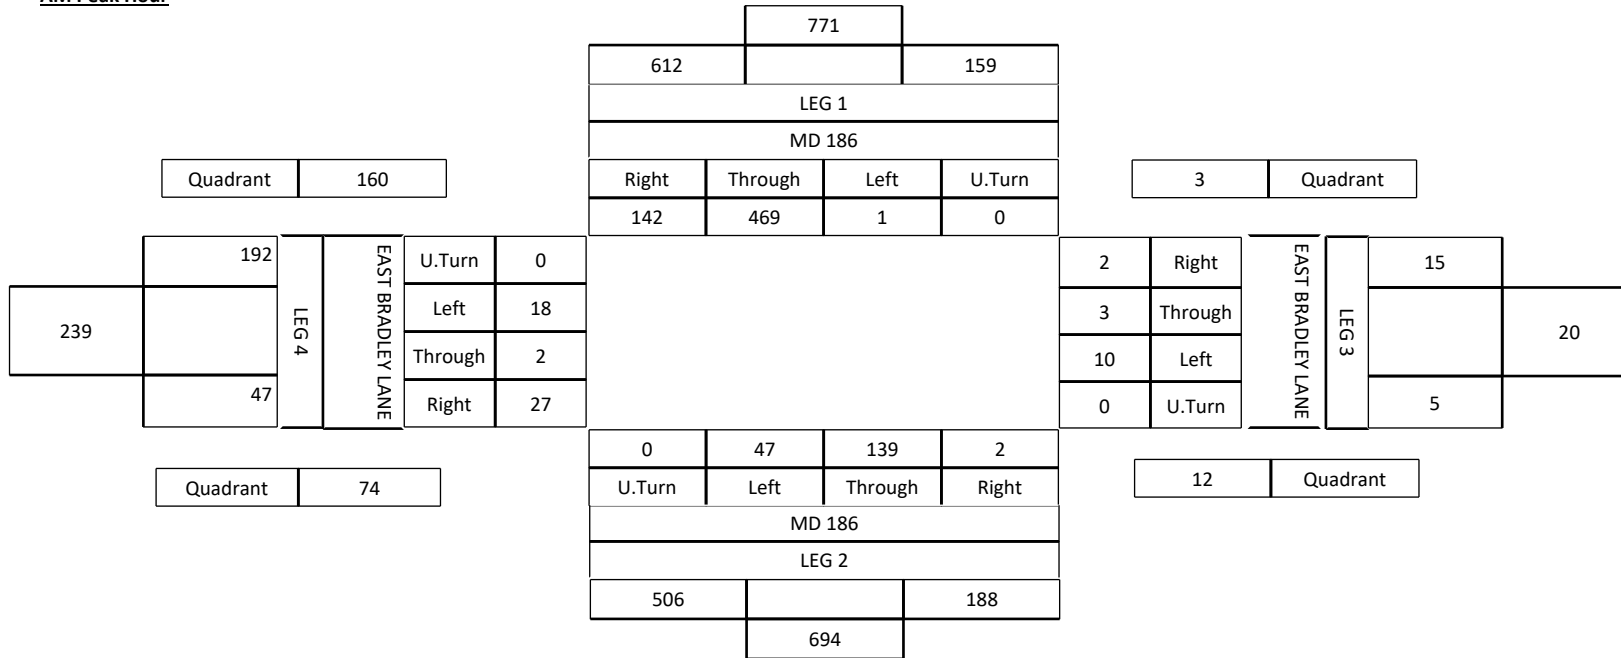 AM Peak Hour
771
612 159
LEG 1
MD 186
Quadrant 160
Right Through Left U.Turn
3 Quadrant
142 469 1 0
192
239
47
LEG 4
EAST BRADLEY LANE
U.Turn 0
Left 18
Through 2
Right 27
2 Right
3 Through
10 Left
0 U.Turn
EAST BRADLEY LANE
LEG 3
15
20
5
0 47 139 2
U.Turn Left Through Right
Quadrant 74
12 Quadrant
MD 186
LEG 2
506 188
694